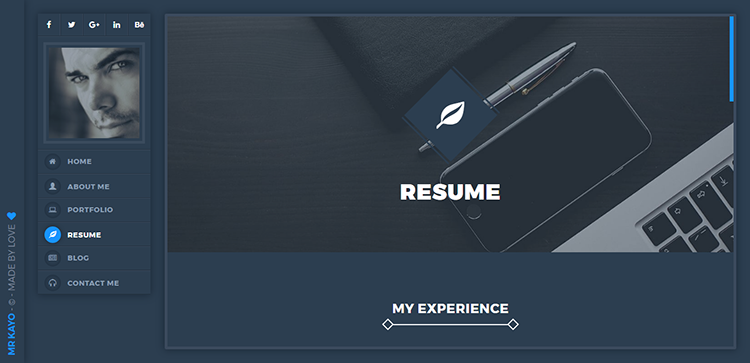 f
G+
in
Bē
HOME
ABOUT ME
PORTFOLIO
RESUME
BLOG
CONTACT ME
MR KAYO - © - MADE BY LOVE
RESUME
MY EXPERIENCE